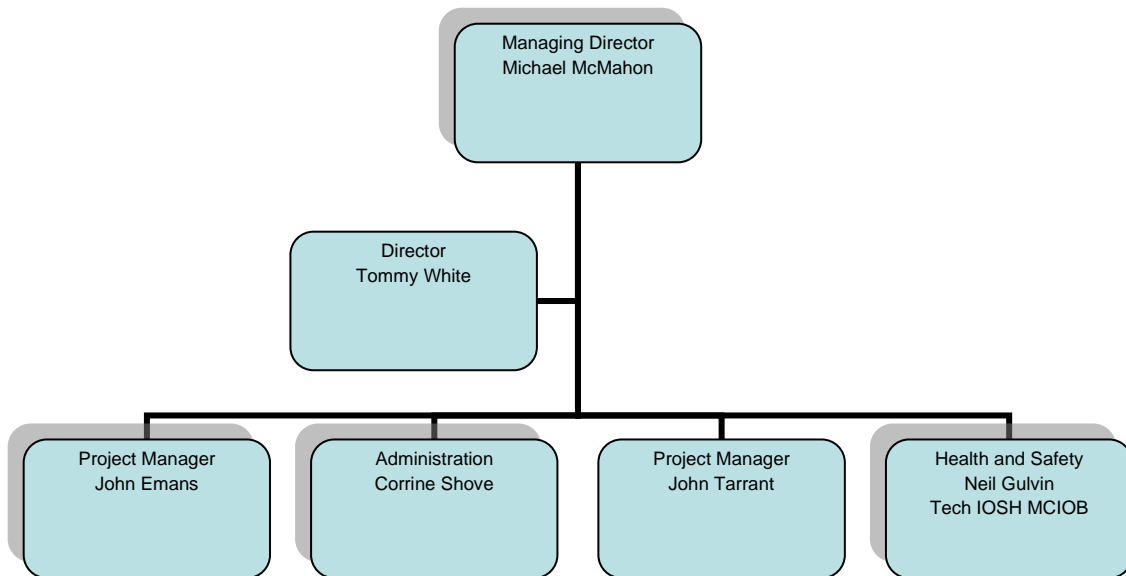 Managing Director
Michael McMahon
Director
Tommy White
Project Manager
John Emans
Administration
Corrine Shove
Project Manager
John Tarrant
Health and Safety
Neil Gulvin
Tech IOSH MCIOB